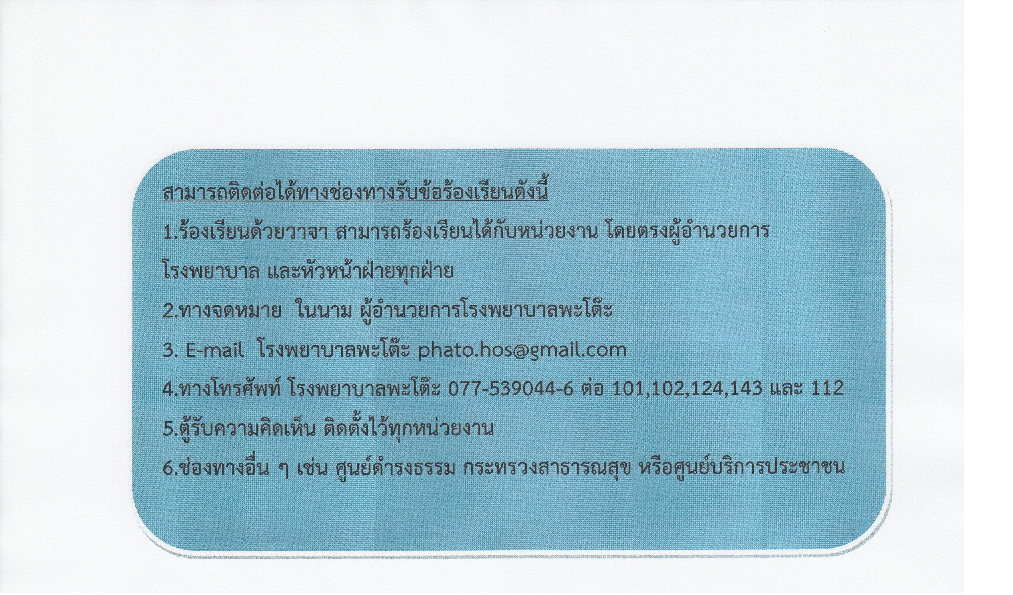 สามารถติดต่อได้ทางช่องทางรับข้อร้องเรียนดังนี้
1.ร้องเรียนด้วยวาจา สามารถร้องเรียนได้กับหน่วยงาน โดยตรงผู้อำนวยการ
โรงพยาบาล และหัวหน้าฝ่ายทุกฝ่าย
2.ทางจดหมาย ในนาม ผู้อำนวยการโรงพยาบาลพะโต๊ะ
3. E-mail โรงพยาบาลพะโต๊ะ phato.hos@gmail.com
4.ทางโทรศัพท์ โรงพยาบาลพะโต๊ะ 077-539044-6 ต่อ 101,102,124,143 และ 112
5.ตู้รับความคิดเห็น ติดตั้งไว้ทุกหน่วยงาน
6.ช่องทางอื่น ๆ เช่น ศูนย์ดำรงธรรม กระทรวงสาธารณสุข หรือศูนย์บริการประชาชน